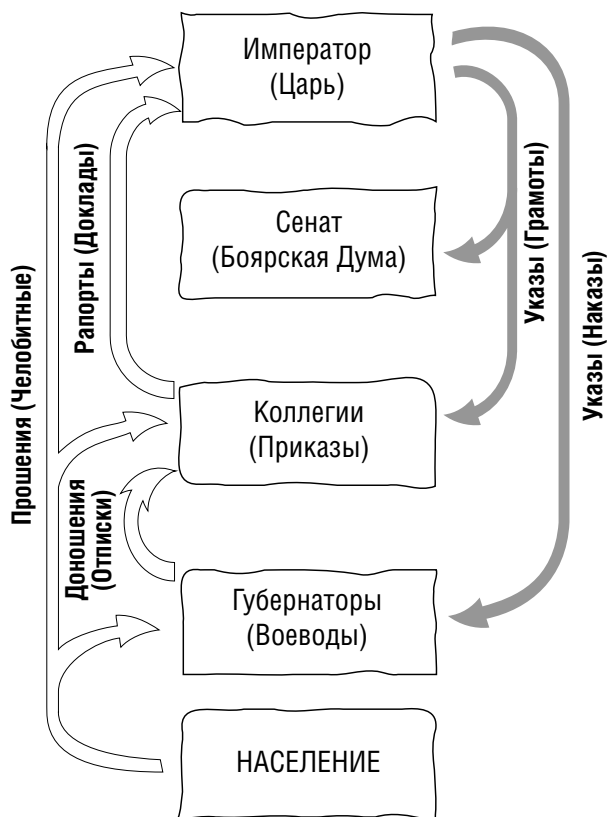 Император
(Царь)
Сенат
(Боярская Дума)
Коллегии
(Приказы)
Губернаторы
(Воеводы)
НАСЕЛЕНИЕ
Прошения (Челобитные)
Рапорты (Доклады)
Доношения
(Отписки)
Указы (Грамоты)
Указы (Наказы)